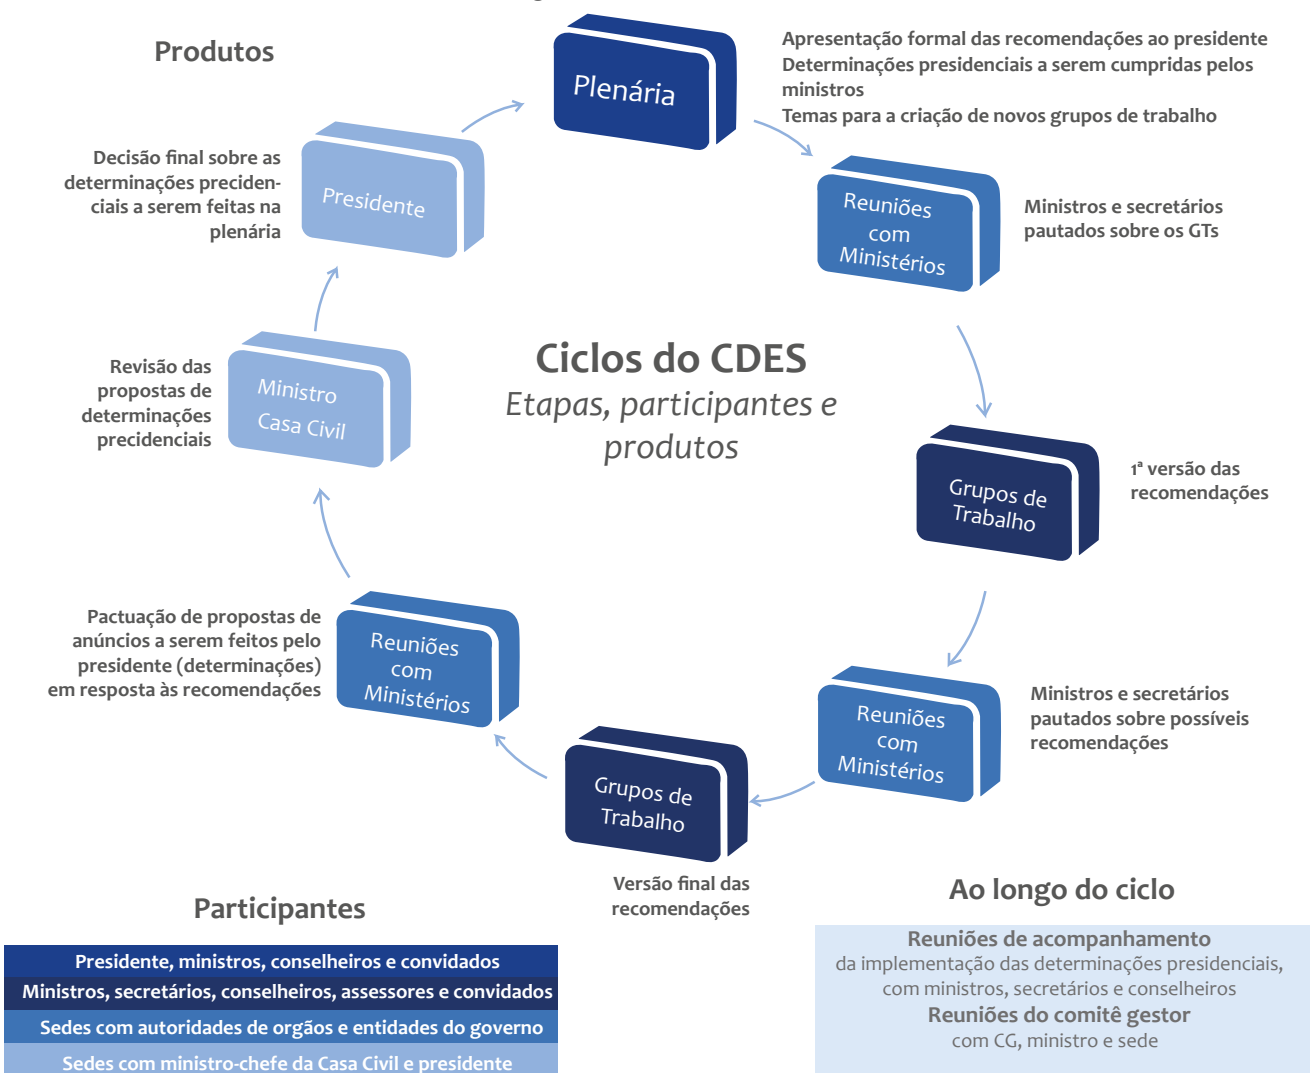 Produtos
Plenária
Apresentação formal das recomendações ao presidente
Determinações presidenciais a serem cumpridas pelos
ministros
Temas para a criação de novos grupos de trabalho
Reuniões
com
Ministérios
Ministros e secretários
pautados sobre os GTs
Grupos de
Trabalho
1ª versão das
recomendações
Reuniões
com
Ministérios
Ministros e secretários
pautados sobre possíveis
recomendações
Grupos de
Trabalho
Versão final das
recomendações
Reuniões
com
Ministérios
Pactuação de propostas de
anúncios a serem feitos pelo
presidente (determinações)
em resposta às recomendações
Ministro
Casa Civil
Revisão das
propostas de
determinações
precidenciais
Presidente
Decisão final sobre as
determinações preciden-
ciais a serem feitas na
plenária
Ciclos do CDES
Etapas, participantes e
produtos
Participantes
Presidente, ministros, conselheiros e convidados
Ministros, secretários, conselheiros, assessores e convidados
Sedes com autoridades de orgãos e entidades do governo
Sedes com ministro-chefe da Casa Civil e presidente
Ao longo do ciclo
Reuniões de acompanhamento
da implementação das determinações presidenciais,
com ministros, secretários e conselheiros
Reuniões do comitê gestor
com CG, ministro e sede